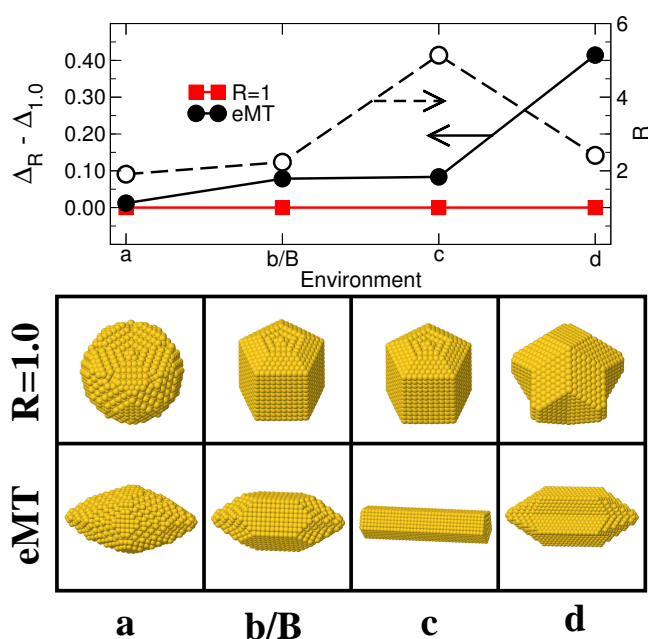 6
0.40
R=1
eMT
4
0.30
Δ_R - Δ_1.0
R
0.20
0.10
2
0.00
0
a b/B c d
Environment
R=1.0
eMT
a b/B c d